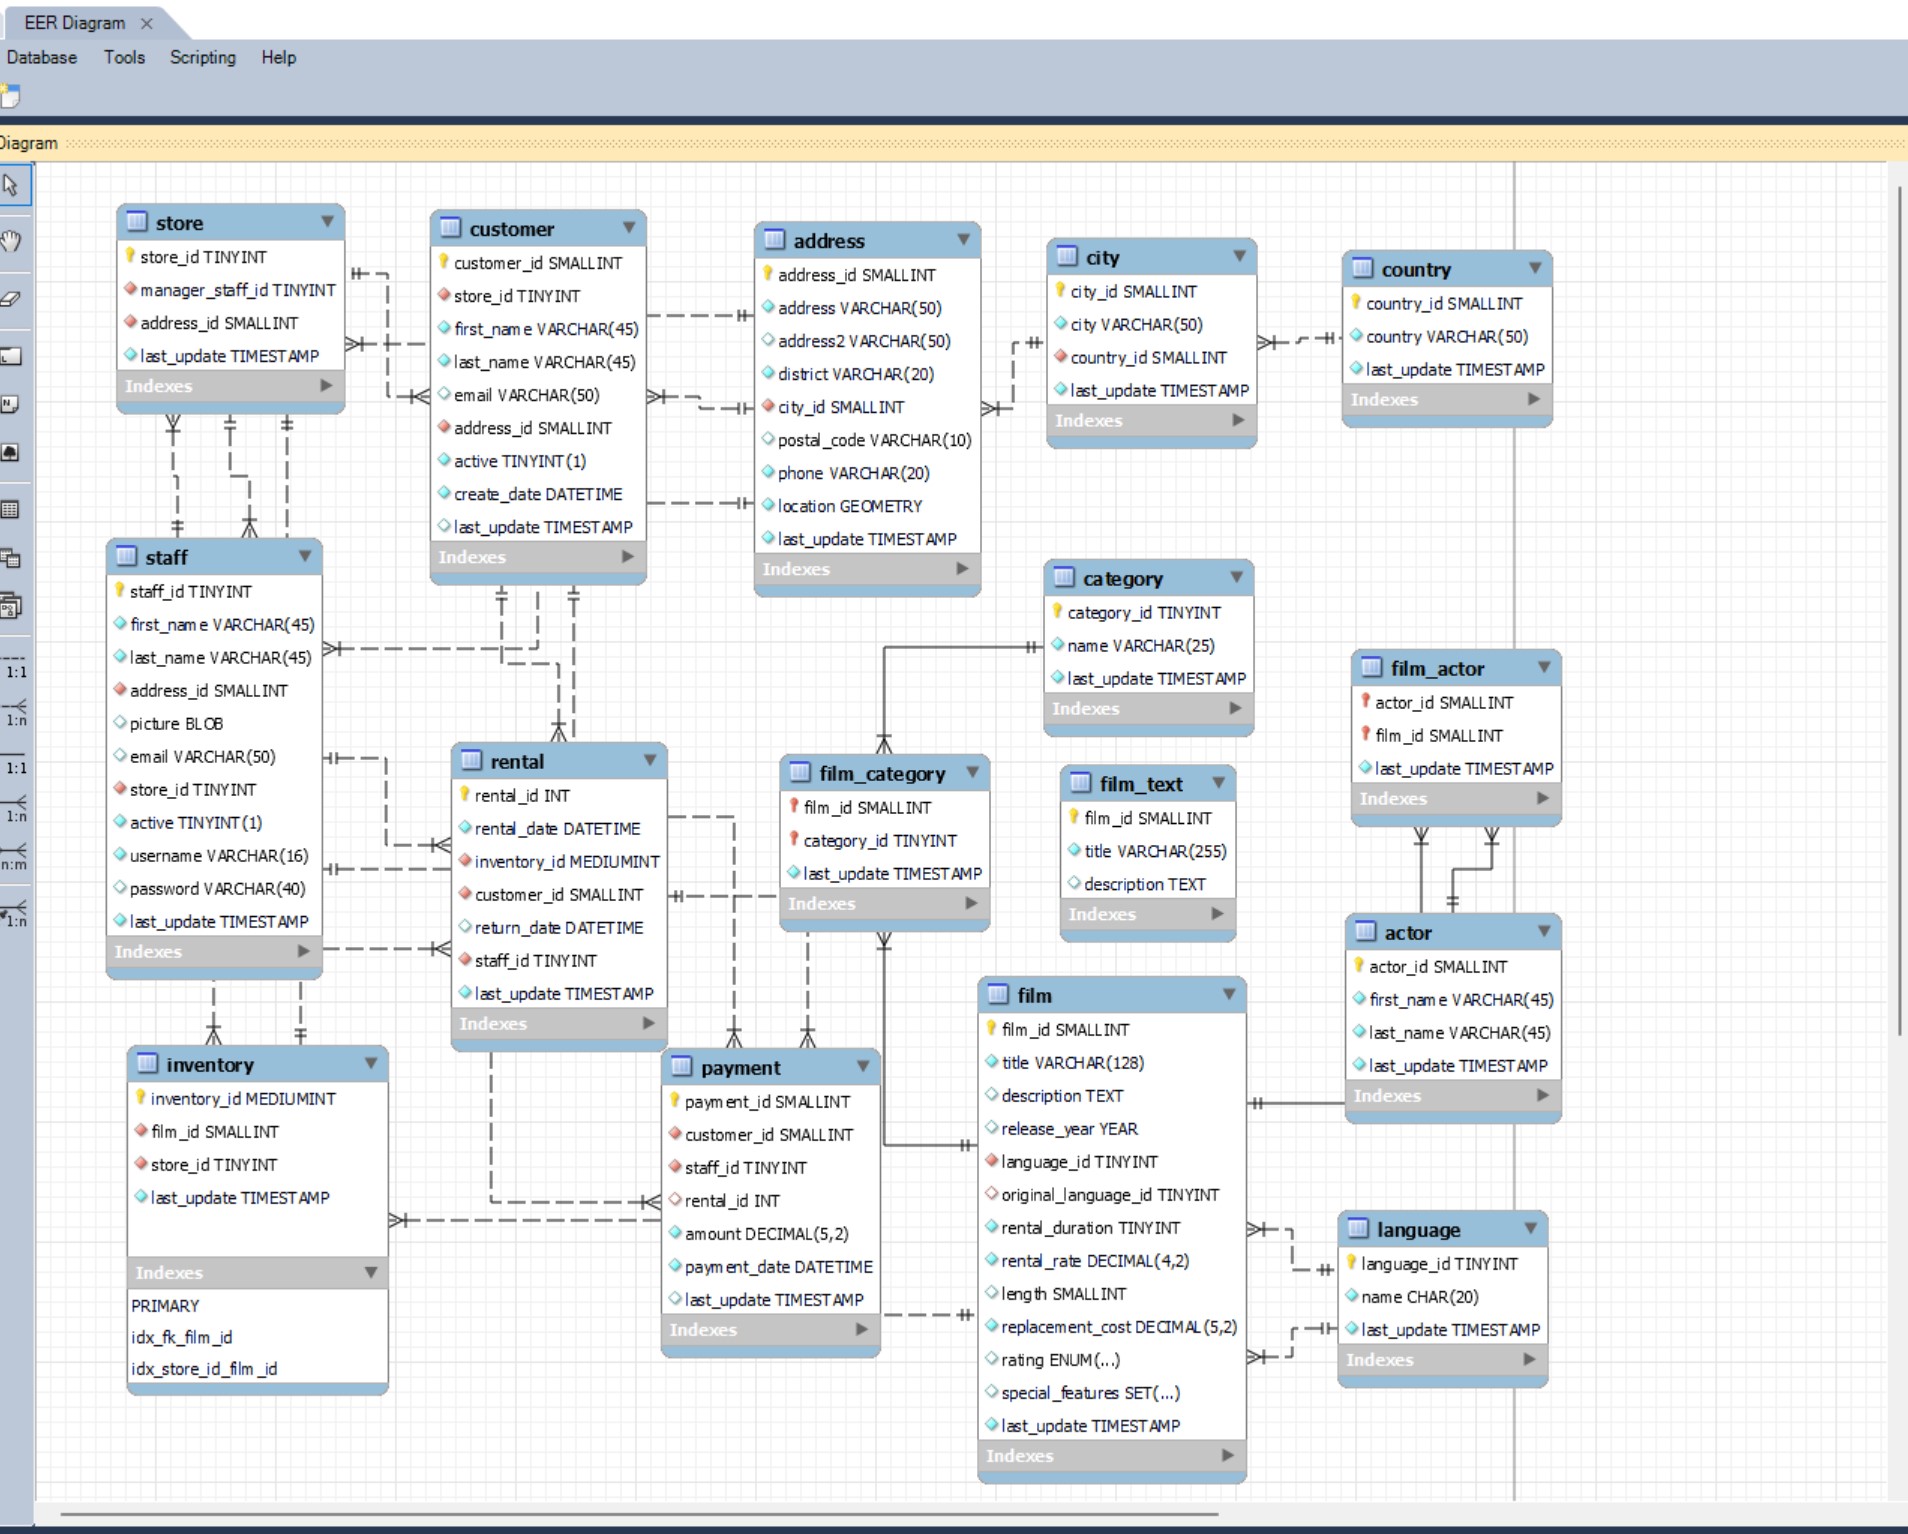 EER Diagram
Database Tools Scripting Help
Diagram
1:1
1:n
1:1
1:n
n:m
1:n
store
store_id TINYINT
manager_staff_id TINYINT
address_id SMALLINT
last_update TIMESTAMP
Indexes
customer
customer_id SMALLINT
store_id TINYINT
first_name VARCHAR(45)
last_name VARCHAR(45)
email VARCHAR(50)
address_id SMALLINT
active TINYINT(1)
create_date DATETIME
last_update TIMESTAMP
Indexes
address
address_id SMALLINT
address VARCHAR(50)
address2 VARCHAR(50)
district VARCHAR(20)
city_id SMALLINT
postal_code VARCHAR(10)
phone VARCHAR(20)
location GEOMETRY
last_update TIMESTAMP
Indexes
city
city_id SMALLINT
city VARCHAR(50)
country_id SMALLINT
last_update TIMESTAMP
Indexes
country
country_id SMALLINT
country VARCHAR(50)
last_update TIMESTAMP
Indexes
staff
staff_id TINYINT
first_name VARCHAR(45)
last_name VARCHAR(45)
address_id SMALLINT
picture BLOB
email VARCHAR(50)
store_id TINYINT
active TINYINT(1)
username VARCHAR(16)
password VARCHAR(40)
last_update TIMESTAMP
Indexes
category
category_id TINYINT
name VARCHAR(25)
last_update TIMESTAMP
Indexes
film_actor
actor_id SMALLINT
film_id SMALLINT
last_update TIMESTAMP
Indexes
rental
rental_id INT
rental_date DATETIME
inventory_id MEDIUMINT
customer_id SMALLINT
return_date DATETIME
staff_id TINYINT
last_update TIMESTAMP
Indexes
film_category
film_id SMALLINT
category_id TINYINT
last_update TIMESTAMP
Indexes
film_text
film_id SMALLINT
title VARCHAR(255)
description TEXT
Indexes
actor
actor_id SMALLINT
first_name VARCHAR(45)
last_name VARCHAR(45)
last_update TIMESTAMP
Indexes
film
film_id SMALLINT
title VARCHAR(128)
description TEXT
release_year YEAR
language_id TINYINT
original_language_id TINYINT
rental_duration TINYINT
rental_rate DECIMAL(4,2)
length SMALLINT
replacement_cost DECIMAL(5,2)
rating ENUM(...)
special_features SET(...)
last_update TIMESTAMP
Indexes
inventory
inventory_id MEDIUMINT
film_id SMALLINT
store_id TINYINT
last_update TIMESTAMP
Indexes
PRIMARY
idx_fk_film_id
idx_store_id_film_id
payment
payment_id SMALLINT
customer_id SMALLINT
staff_id TINYINT
rental_id INT
amount DECIMAL(5,2)
payment_date DATETIME
last_update TIMESTAMP
Indexes
language
language_id TINYINT
name CHAR(20)
last_update TIMESTAMP
Indexes